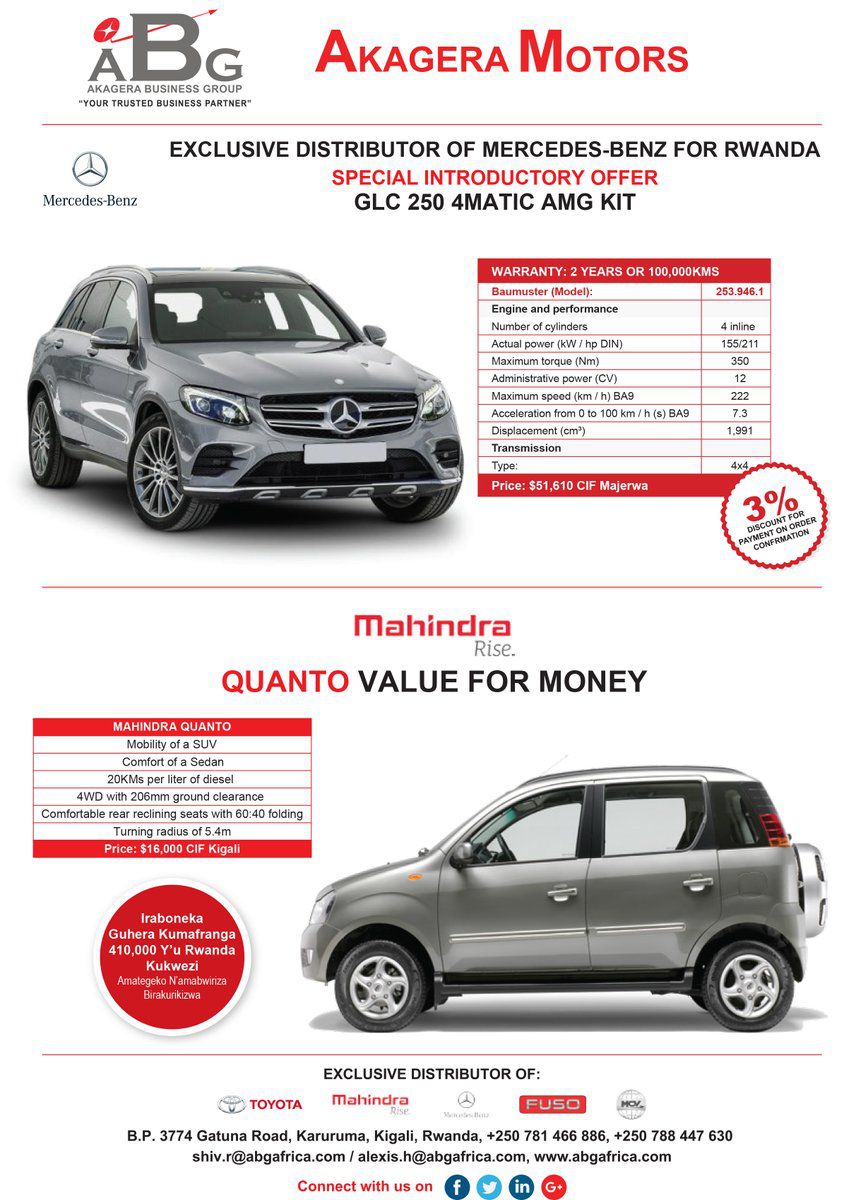 ABG
AKAGERA BUSINESS GROUP
“YOUR TRUSTED BUSINESS PARTNER”
AKAGERA MOTORS
EXCLUSIVE DISTRIBUTOR OF MERCEDES-BENZ FOR RWANDA
SPECIAL INTRODUCTORY OFFER
GLC 250 4MATIC AMG KIT
Mercedes-Benz
WARRANTY: 2 YEARS OR 100,000KMS
Baumuster (Model): 253.946.1
Engine and performance
Number of cylinders 4 inline
Actual power (kW / hp DIN) 155/211
Maximum torque (Nm) 350
Administrative power (CV) 12
Maximum speed (km / h) BA9 222
Acceleration from 0 to 100 km / h (s) BA9 7.3
Displacement (cm³) 1,991
Transmission
Type: 4x4
Price: $51,610 CIF Majerwa
3%
DISCOUNT FOR
PAYMENT ON ORDER
CONFRMATION
Mahindra
Rise.
QUANTO VALUE FOR MONEY
MAHINDRA QUANTO
Mobility of a SUV
Comfort of a Sedan
20KMs per liter of diesel
4WD with 206mm ground clearance
Comfortable rear reclining seats with 60:40 folding
Turning radius of 5.4m
Price: $16,000 CIF Kigali
Iraboneka
Guhera Kumafranga
410,000 Y'u Rwanda
Kukwezi
Amategeko N'amabwiriza
Birakurikizwa
EXCLUSIVE DISTRIBUTOR OF:
TOYOTA
Mahindra
Rise.
Mercedes-Benz
FUSO
MCV
B.P. 3774 Gatuna Road, Karuruma, Kigali, Rwanda, +250 781 466 886, +250 788 447 630
shiv.r@abgafrica.com / alexis.h@abgafrica.com, www.abgafrica.com
Connect with us on f in G+